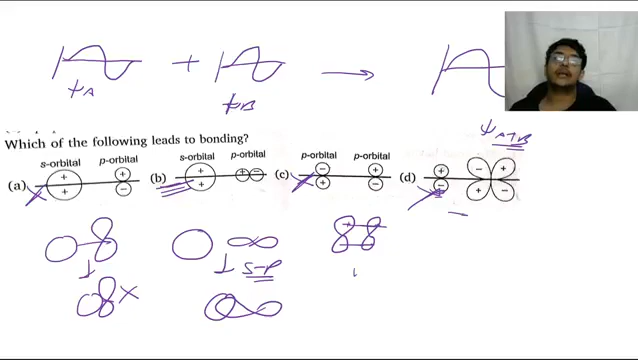 +
ψA
ψB
ψA+B
Which of the following leads to bonding?
s-orbital p-orbital s-orbital p-orbital p-orbital p-orbital
(a) + + − (b) + + + − (c) − + + − (d) + − − + + −
S-P